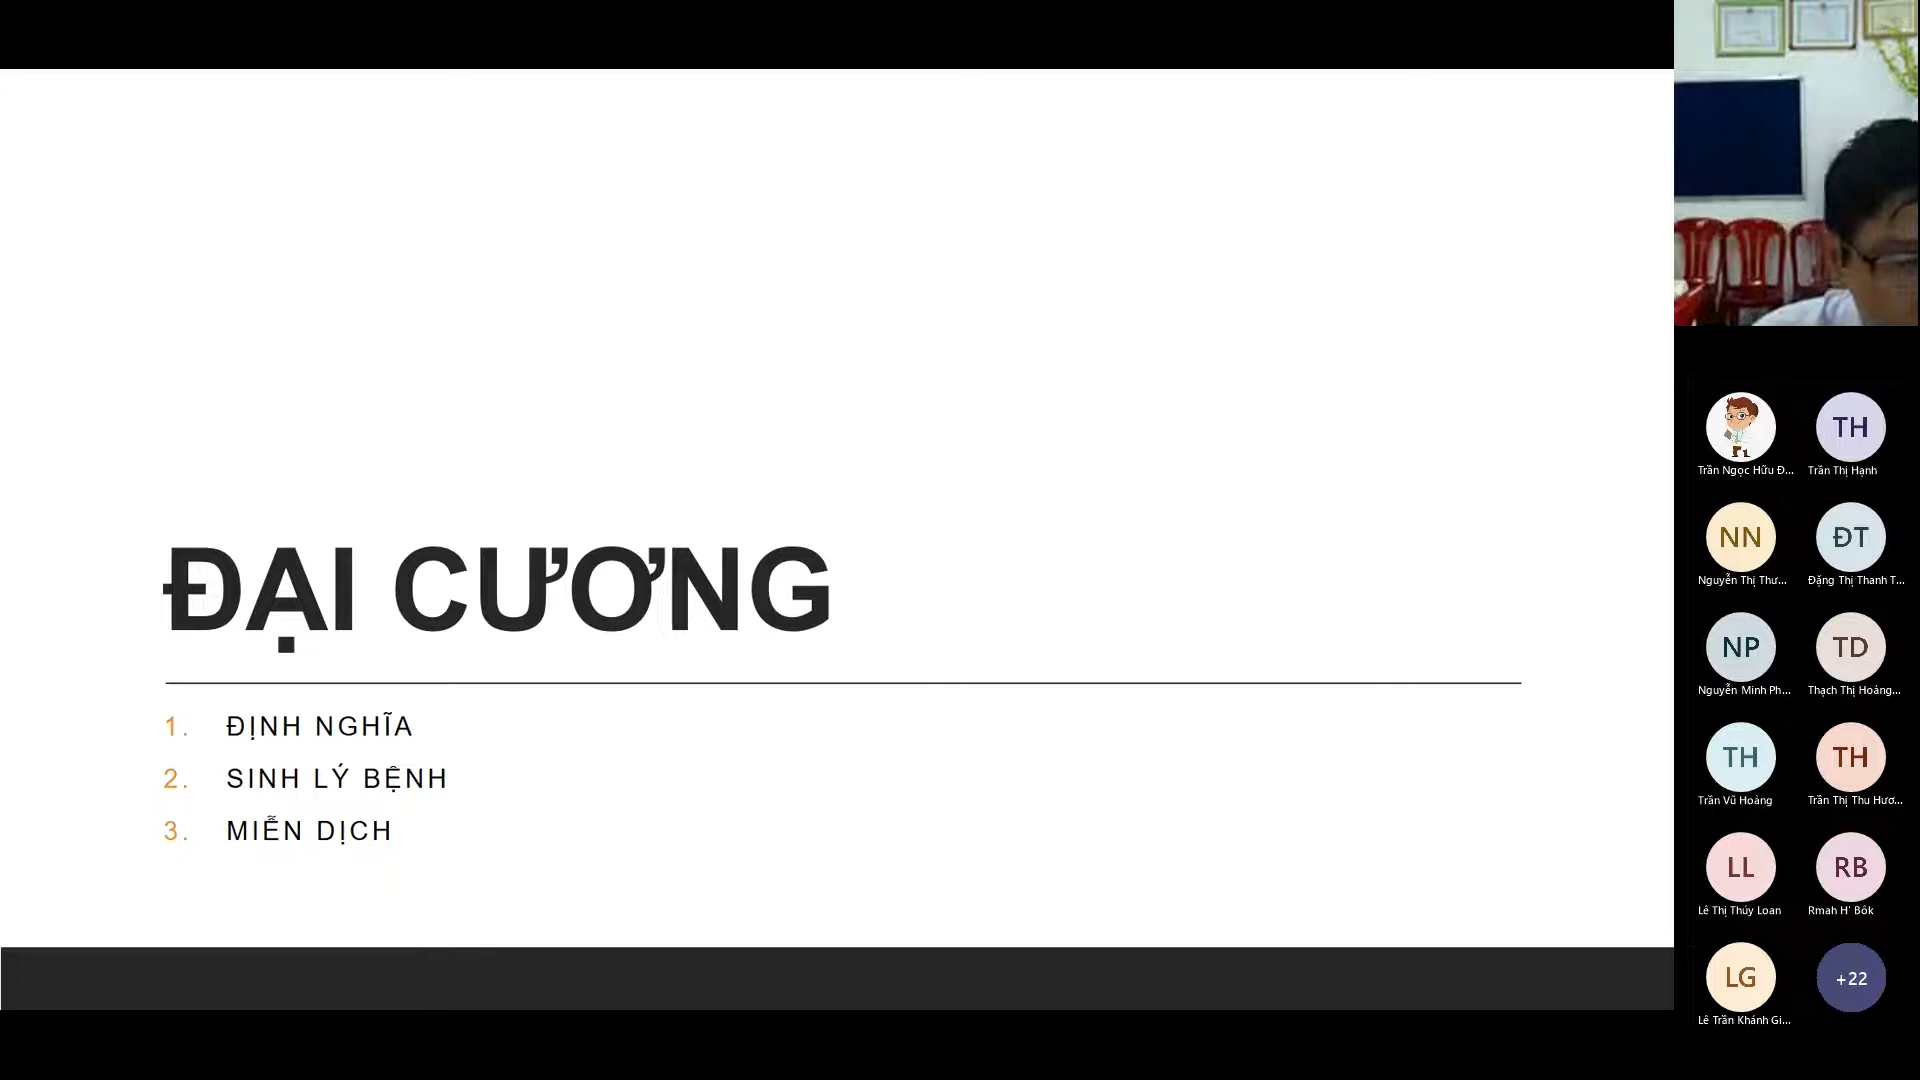 ĐẠI CƯƠNG
1. ĐỊNH NGHĨA
2. SINH LÝ BỆNH
3. MIỄN DỊCH
TH
Trần Ngọc Hữu Đ...
Trần Thị Hạnh
NN
ĐT
Nguyễn Thị Thư...
Đặng Thị Thanh T...
NP
TD
Nguyễn Minh Ph...
Thạch Thị Hoàng...
TH
TH
Trần Vũ Hoàng
Trần Thị Thu Hươ...
LL
RB
Lê Thị Thúy Loan
Rmah H' Bôk
LG
+22
Lê Trần Khánh Gi...